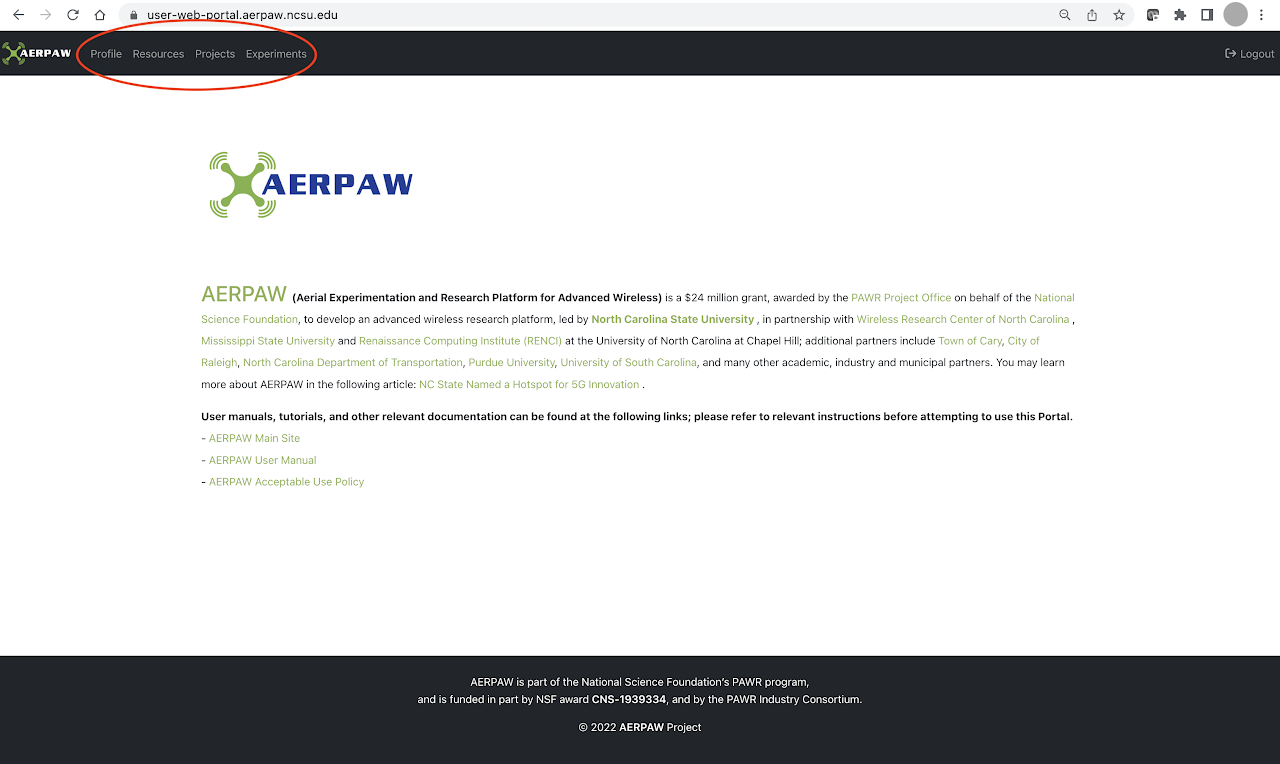 user-web-portal.aerpaw.ncsu.edu
AERPAW Profile Resources Projects Experiments Logout
AERPAW
AERPAW (Aerial Experimentation and Research Platform for Advanced Wireless) is a $24 million grant, awarded by the PAWR Project Office on behalf of the National
Science Foundation, to develop an advanced wireless research platform, led by North Carolina State University , in partnership with Wireless Research Center of North Carolina ,
Mississippi State University and Renaissance Computing Institute (RENCI) at the University of North Carolina at Chapel Hill; additional partners include Town of Cary, City of
Raleigh, North Carolina Department of Transportation, Purdue University, University of South Carolina, and many other academic, industry and municipal partners. You may learn
more about AERPAW in the following article: NC State Named a Hotspot for 5G Innovation .
User manuals, tutorials, and other relevant documentation can be found at the following links; please refer to relevant instructions before attempting to use this Portal.
- AERPAW Main Site
- AERPAW User Manual
- AERPAW Acceptable Use Policy
AERPAW is part of the National Science Foundation's PAWR program,
and is funded in part by NSF award CNS-1939334, and by the PAWR Industry Consortium.
© 2022 AERPAW Project